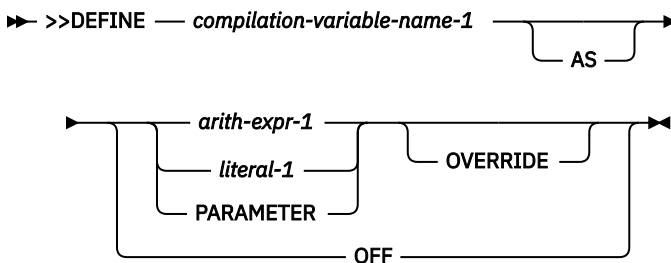 >>DEFINE compilation-variable-name-1
AS
arith-expr-1
literal-1
PARAMETER
OVERRIDE
OFF